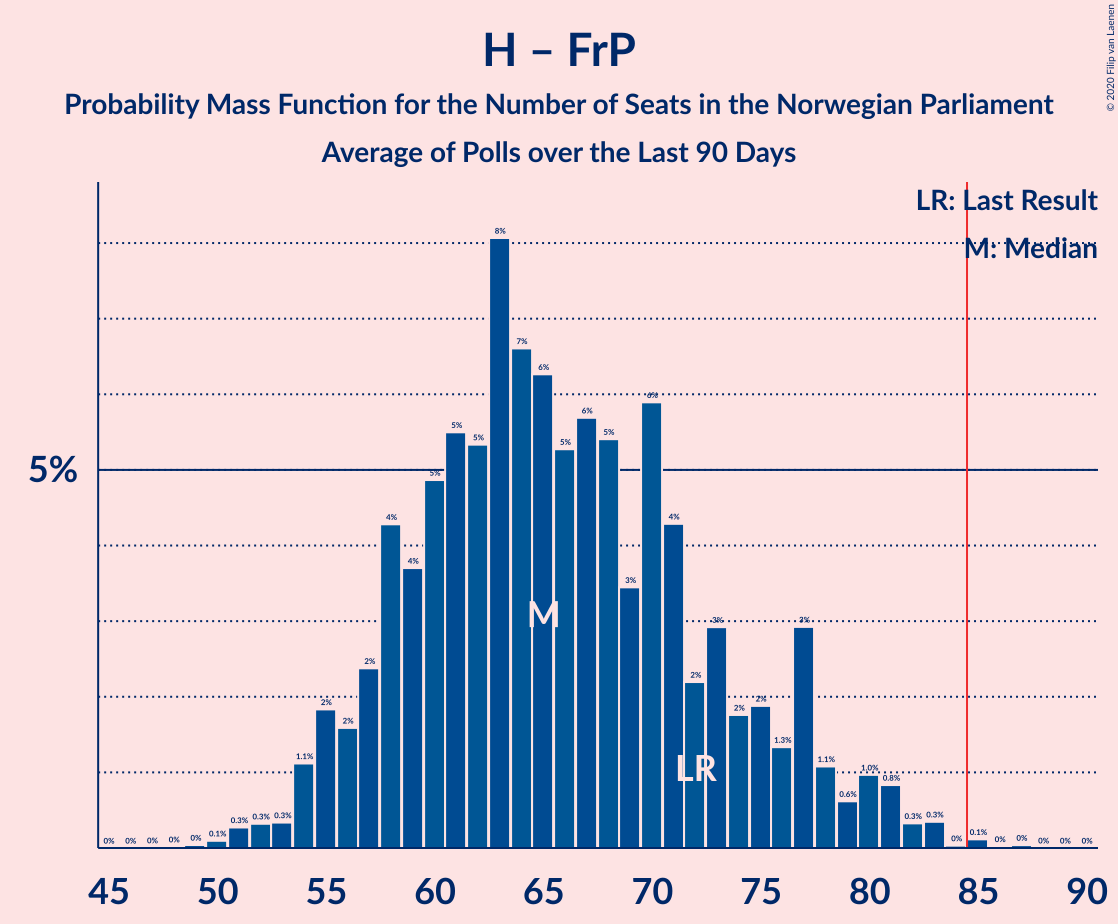 H – FrP
Probability Mass Function for the Number of Seats in the Norwegian Parliament
Average of Polls over the Last 90 Days
© 2020 Filip van Laenen
LR: Last Result
M: Median
5%
0% 0% 0% 0% 0% 0.1% 0.3% 0.3% 0.3% 1.1% 2% 2% 2% 4% 4% 5% 5% 5% 8% 7% 6% 5% 6% 5% 3% 6% 4% 2% 3% 2% 2% 1.3% 3% 1.1% 0.6% 1.0% 0.8% 0.3% 0.3% 0% 0.1% 0% 0% 0% 0% 0%
M
LR
45 50 55 60 65 70 75 80 85 90